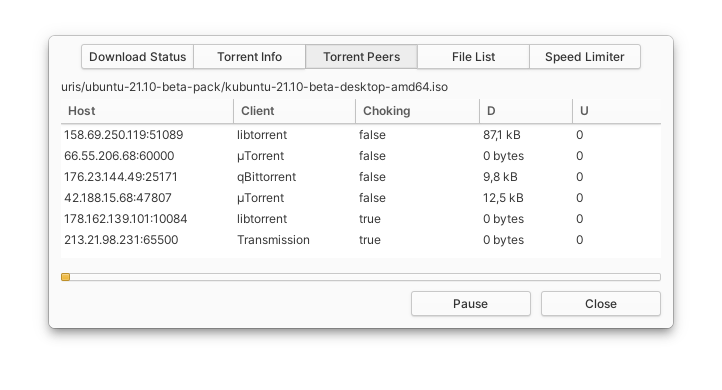 Download Status Torrent Info Torrent Peers File List Speed Limiter
uris/ubuntu-21.10-beta-pack/kubuntu-21.10-beta-desktop-amd64.iso
Host Client Choking D U
158.69.250.119:51089 libtorrent false 87,1 kB 0
66.55.206.68:60000 µTorrent false 0 bytes 0
176.23.144.49:25171 qBittorrent false 9,8 kB 0
42.188.15.68:47807 µTorrent false 12,5 kB 0
178.162.139.101:10084 libtorrent true 0 bytes 0
213.21.98.231:65500 Transmission true 0 bytes 0
Pause Close